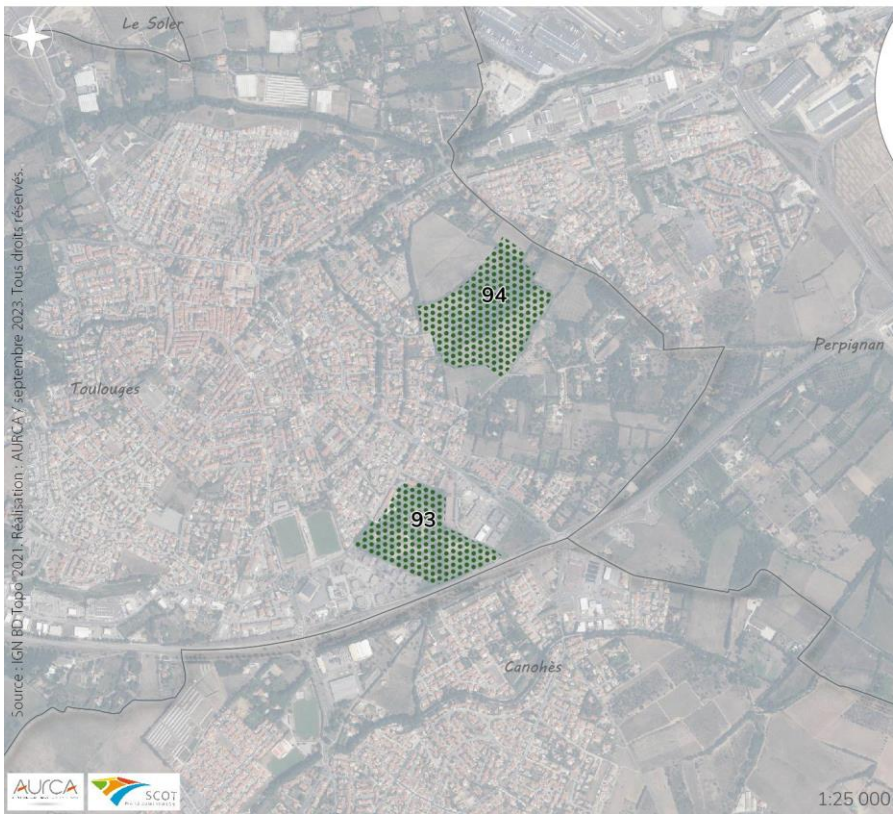 Le Soler
94
Perpignan
Toulouges
93
Canohès
Source : IGN BD Topo 2021. Réalisation : AURCA / septembre 2023. Tous droits réservés.
AURCA
SCOT
1:25 000